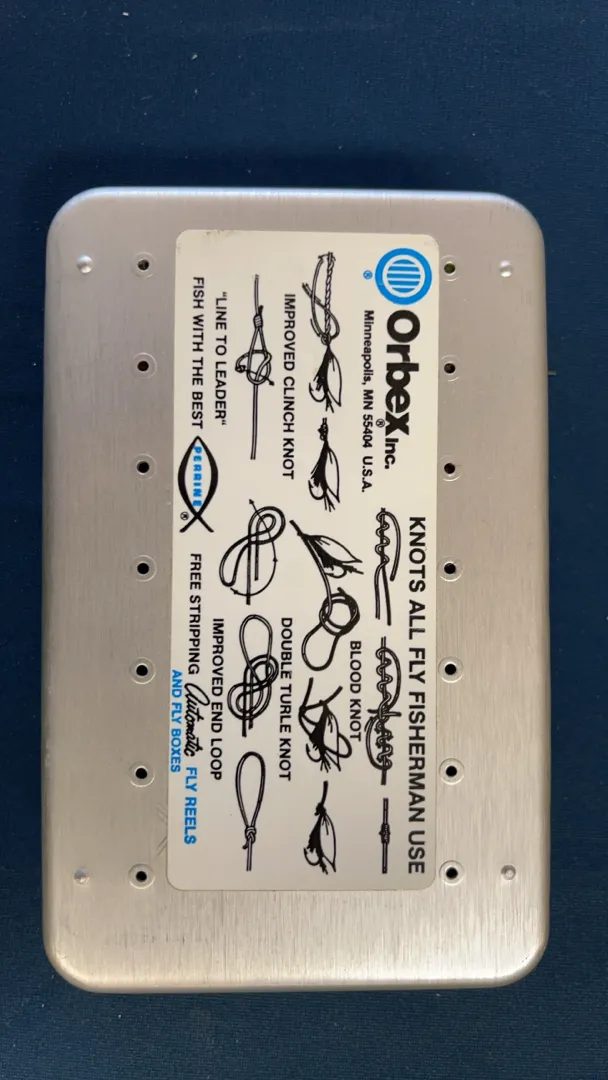 Orbex Inc.
®
®
Minneapolis, MN 55404 U.S.A.
KNOTS ALL FLY FISHERMAN USE
BLOOD KNOT
IMPROVED CLINCH KNOT
DOUBLE TURLE KNOT
"LINE TO LEADER"
IMPROVED END LOOP
FISH WITH THE BEST PERRINE ® FREE STRIPPING Automatic FLY REELS
AND FLY BOXES